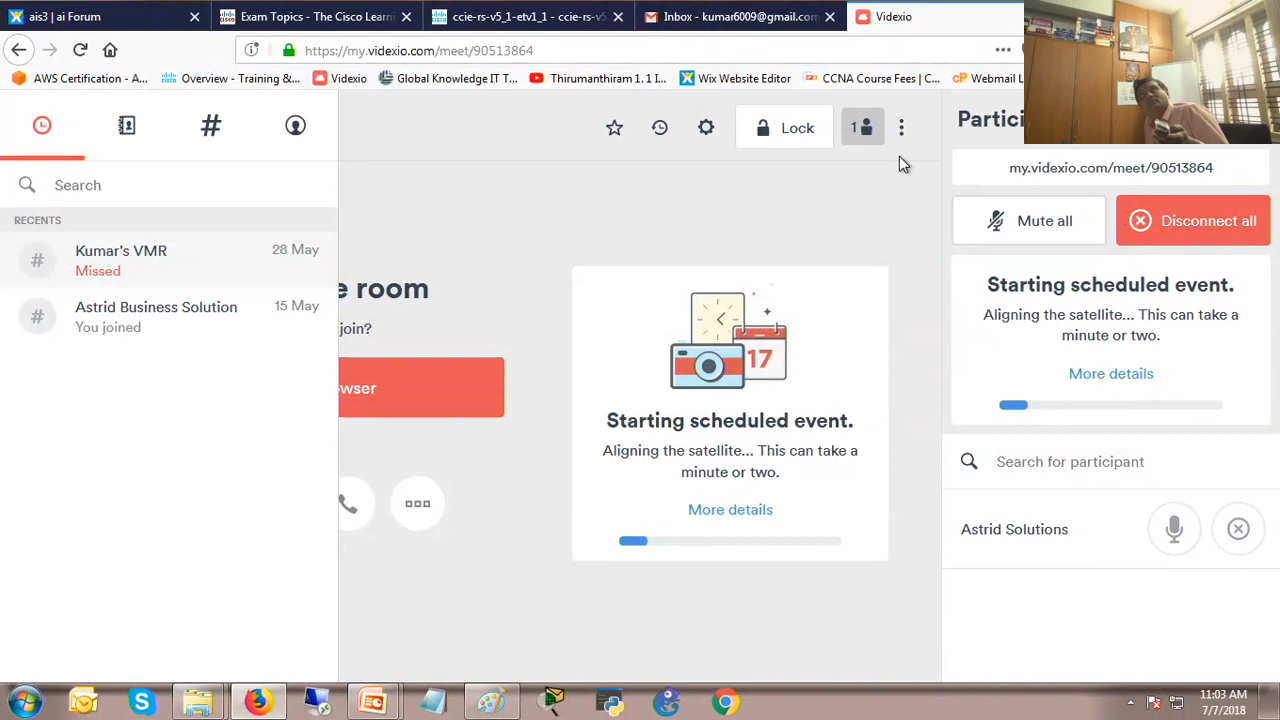 ais3 | ai Forum
Exam Topics - The Cisco Learni
ccie-rs-v5_1-etv1_1 - ccie-rs-v5
Inbox - kumar6009@gmail.com
Videxio
https://my.videxio.com/meet/90513864
AWS Certification - A...
Overview - Training &...
Videxio
Global Knowledge IT T...
Thirumanthiram 1. 1 I...
Wix Website Editor
CCNA Course Fees | C...
cP Webmail L
Lock
1
Partici
my.videxio.com/meet/90513864
Search
Mute all
Disconnect all
RECENTS
Kumar's VMR
28 May
Missed
Astrid Business Solution
15 May
You joined
e room
join?
owser
Starting scheduled event.
Aligning the satellite... This can take a
minute or two.
More details
17
Starting scheduled event.
Aligning the satellite... This can take a
minute or two.
More details
Search for participant
Astrid Solutions
11:03 AM
7/7/2018